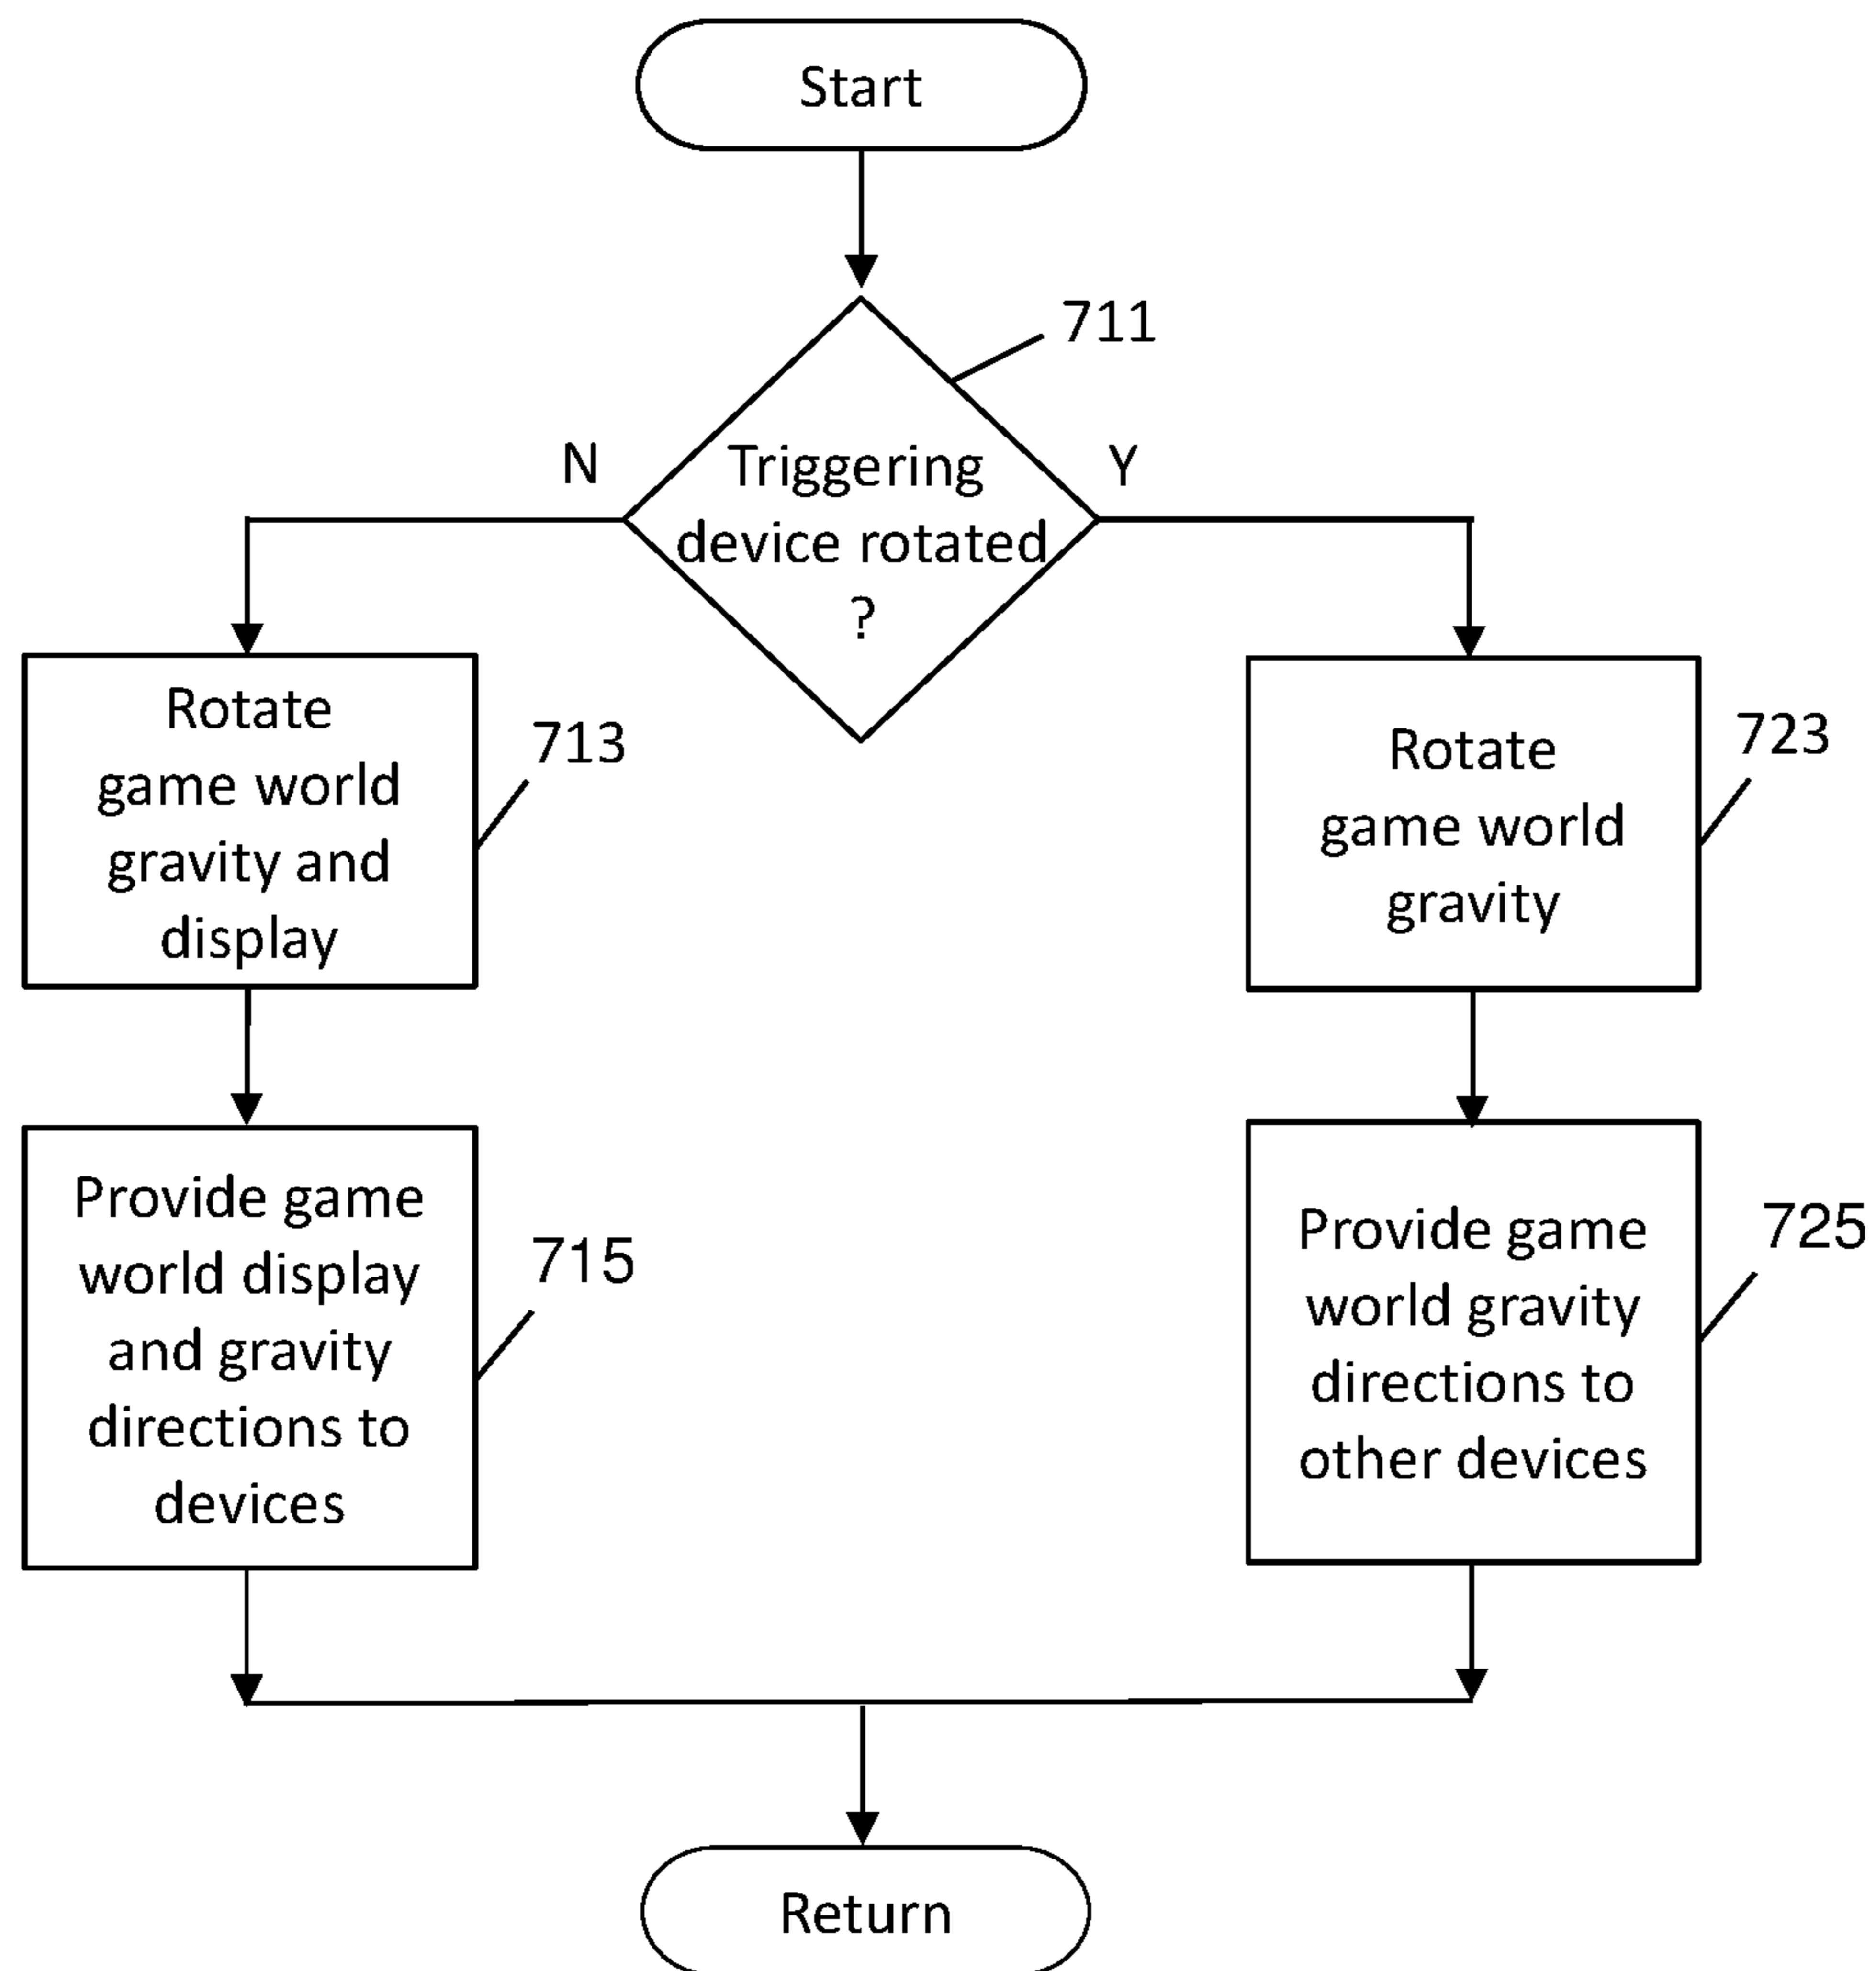 Start
711
N
Triggering
device rotated
?
Y
Rotate
game world
gravity and
display
713
Rotate
game world
gravity
723
Provide game
world display
and gravity
directions to
devices
715
Provide game
world gravity
directions to
other devices
725
Return